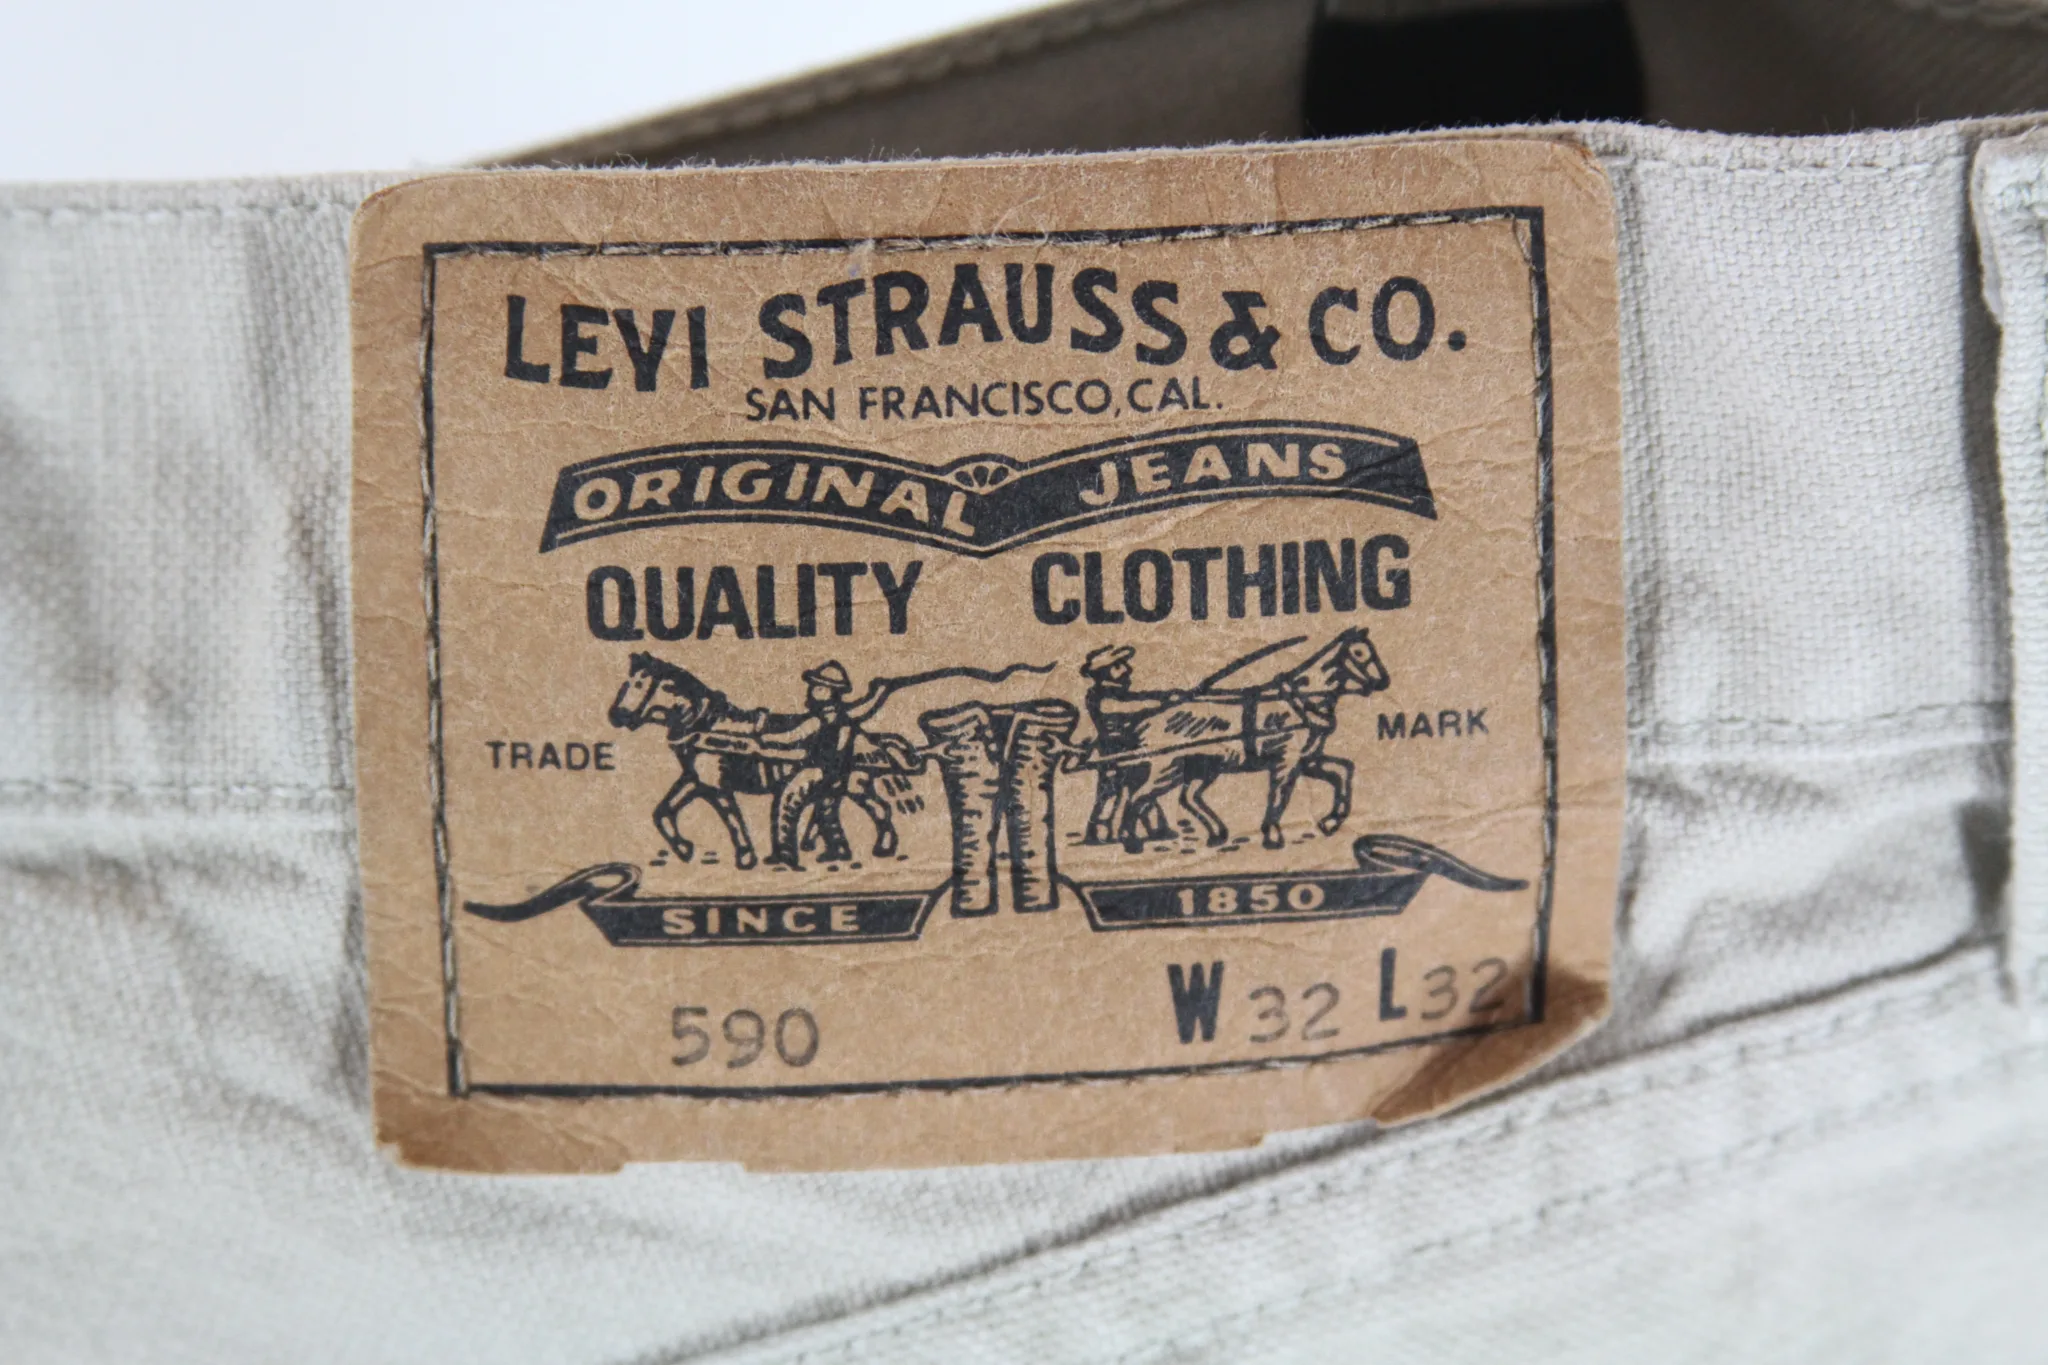 LEVI STRAUSS & CO.
SAN FRANCISCO, CAL.
ORIGINAL JEANS
QUALITY CLOTHING
TRADE MARK
SINCE 1850
590 W 32 L 32